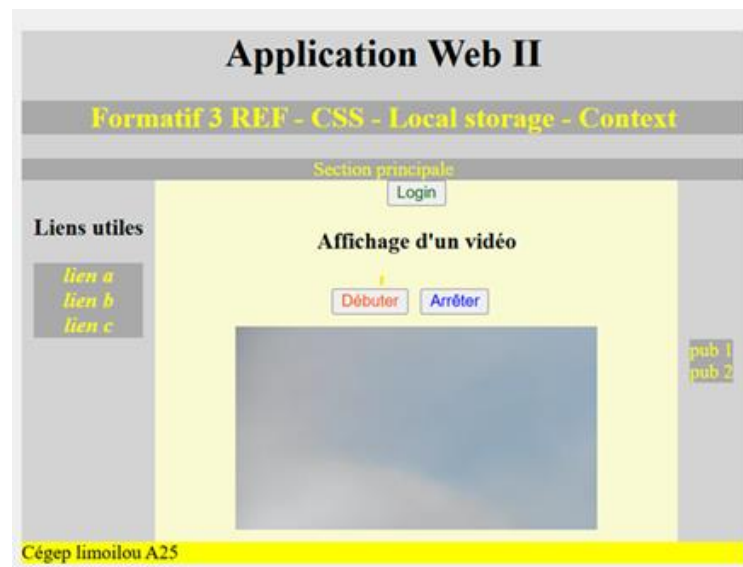 Application Web II
Formatif 3 REF - CSS - Local storage - Context
Section principale
Login
Liens utiles
lien a
lien b
lien c
Affichage d'un vidéo
Débuter
Arrêter
pub 1
pub 2
Cégep limoilou A25